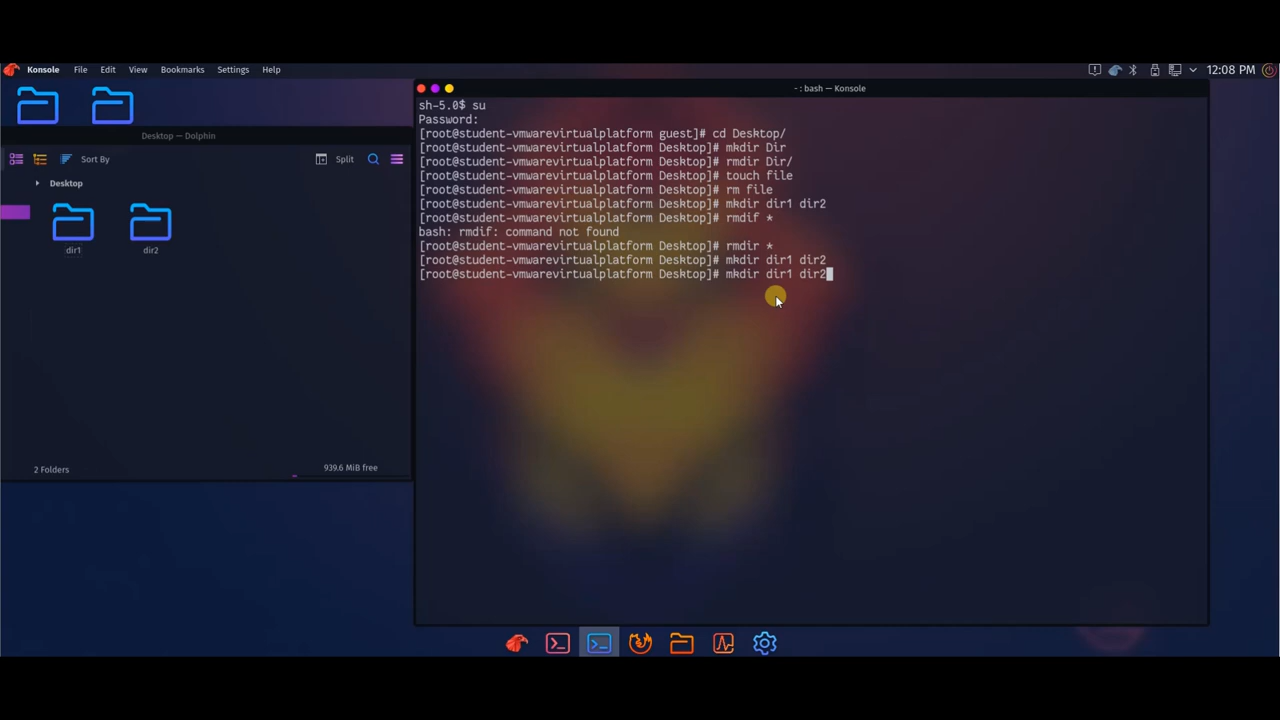 Konsole File Edit View Bookmarks Settings Help 12:08 PM
Desktop — Dolphin
Sort By Split
Desktop
dir1 dir2
2 Folders 939.6 MiB free
- : bash — Konsole
sh-5.0$ su
Password:
[root@student-vmwarevirtualplatform guest]# cd Desktop/
[root@student-vmwarevirtualplatform Desktop]# mkdir Dir
[root@student-vmwarevirtualplatform Desktop]# rmdir Dir/
[root@student-vmwarevirtualplatform Desktop]# touch file
[root@student-vmwarevirtualplatform Desktop]# rm file
[root@student-vmwarevirtualplatform Desktop]# mkdir dir1 dir2
[root@student-vmwarevirtualplatform Desktop]# rmdif *
bash: rmdif: command not found
[root@student-vmwarevirtualplatform Desktop]# rmdir *
[root@student-vmwarevirtualplatform Desktop]# mkdir dir1 dir2
[root@student-vmwarevirtualplatform Desktop]# mkdir dir1 dir2